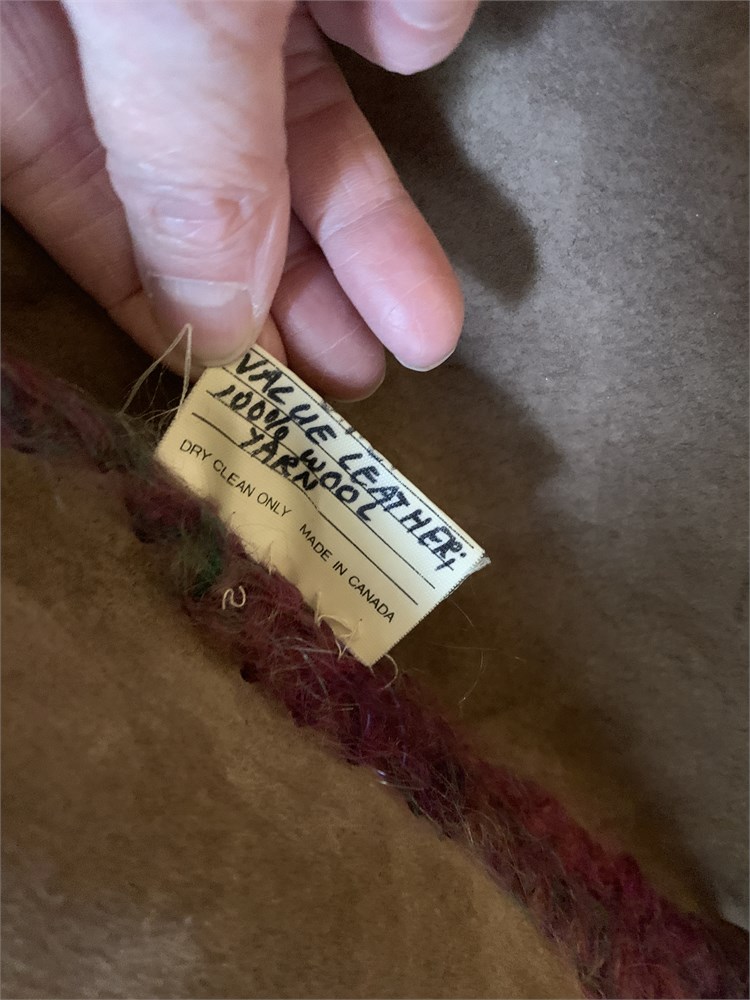 VALUE LEATHER;
100% WOOL
YARN
DRY CLEAN ONLY MADE IN CANADA